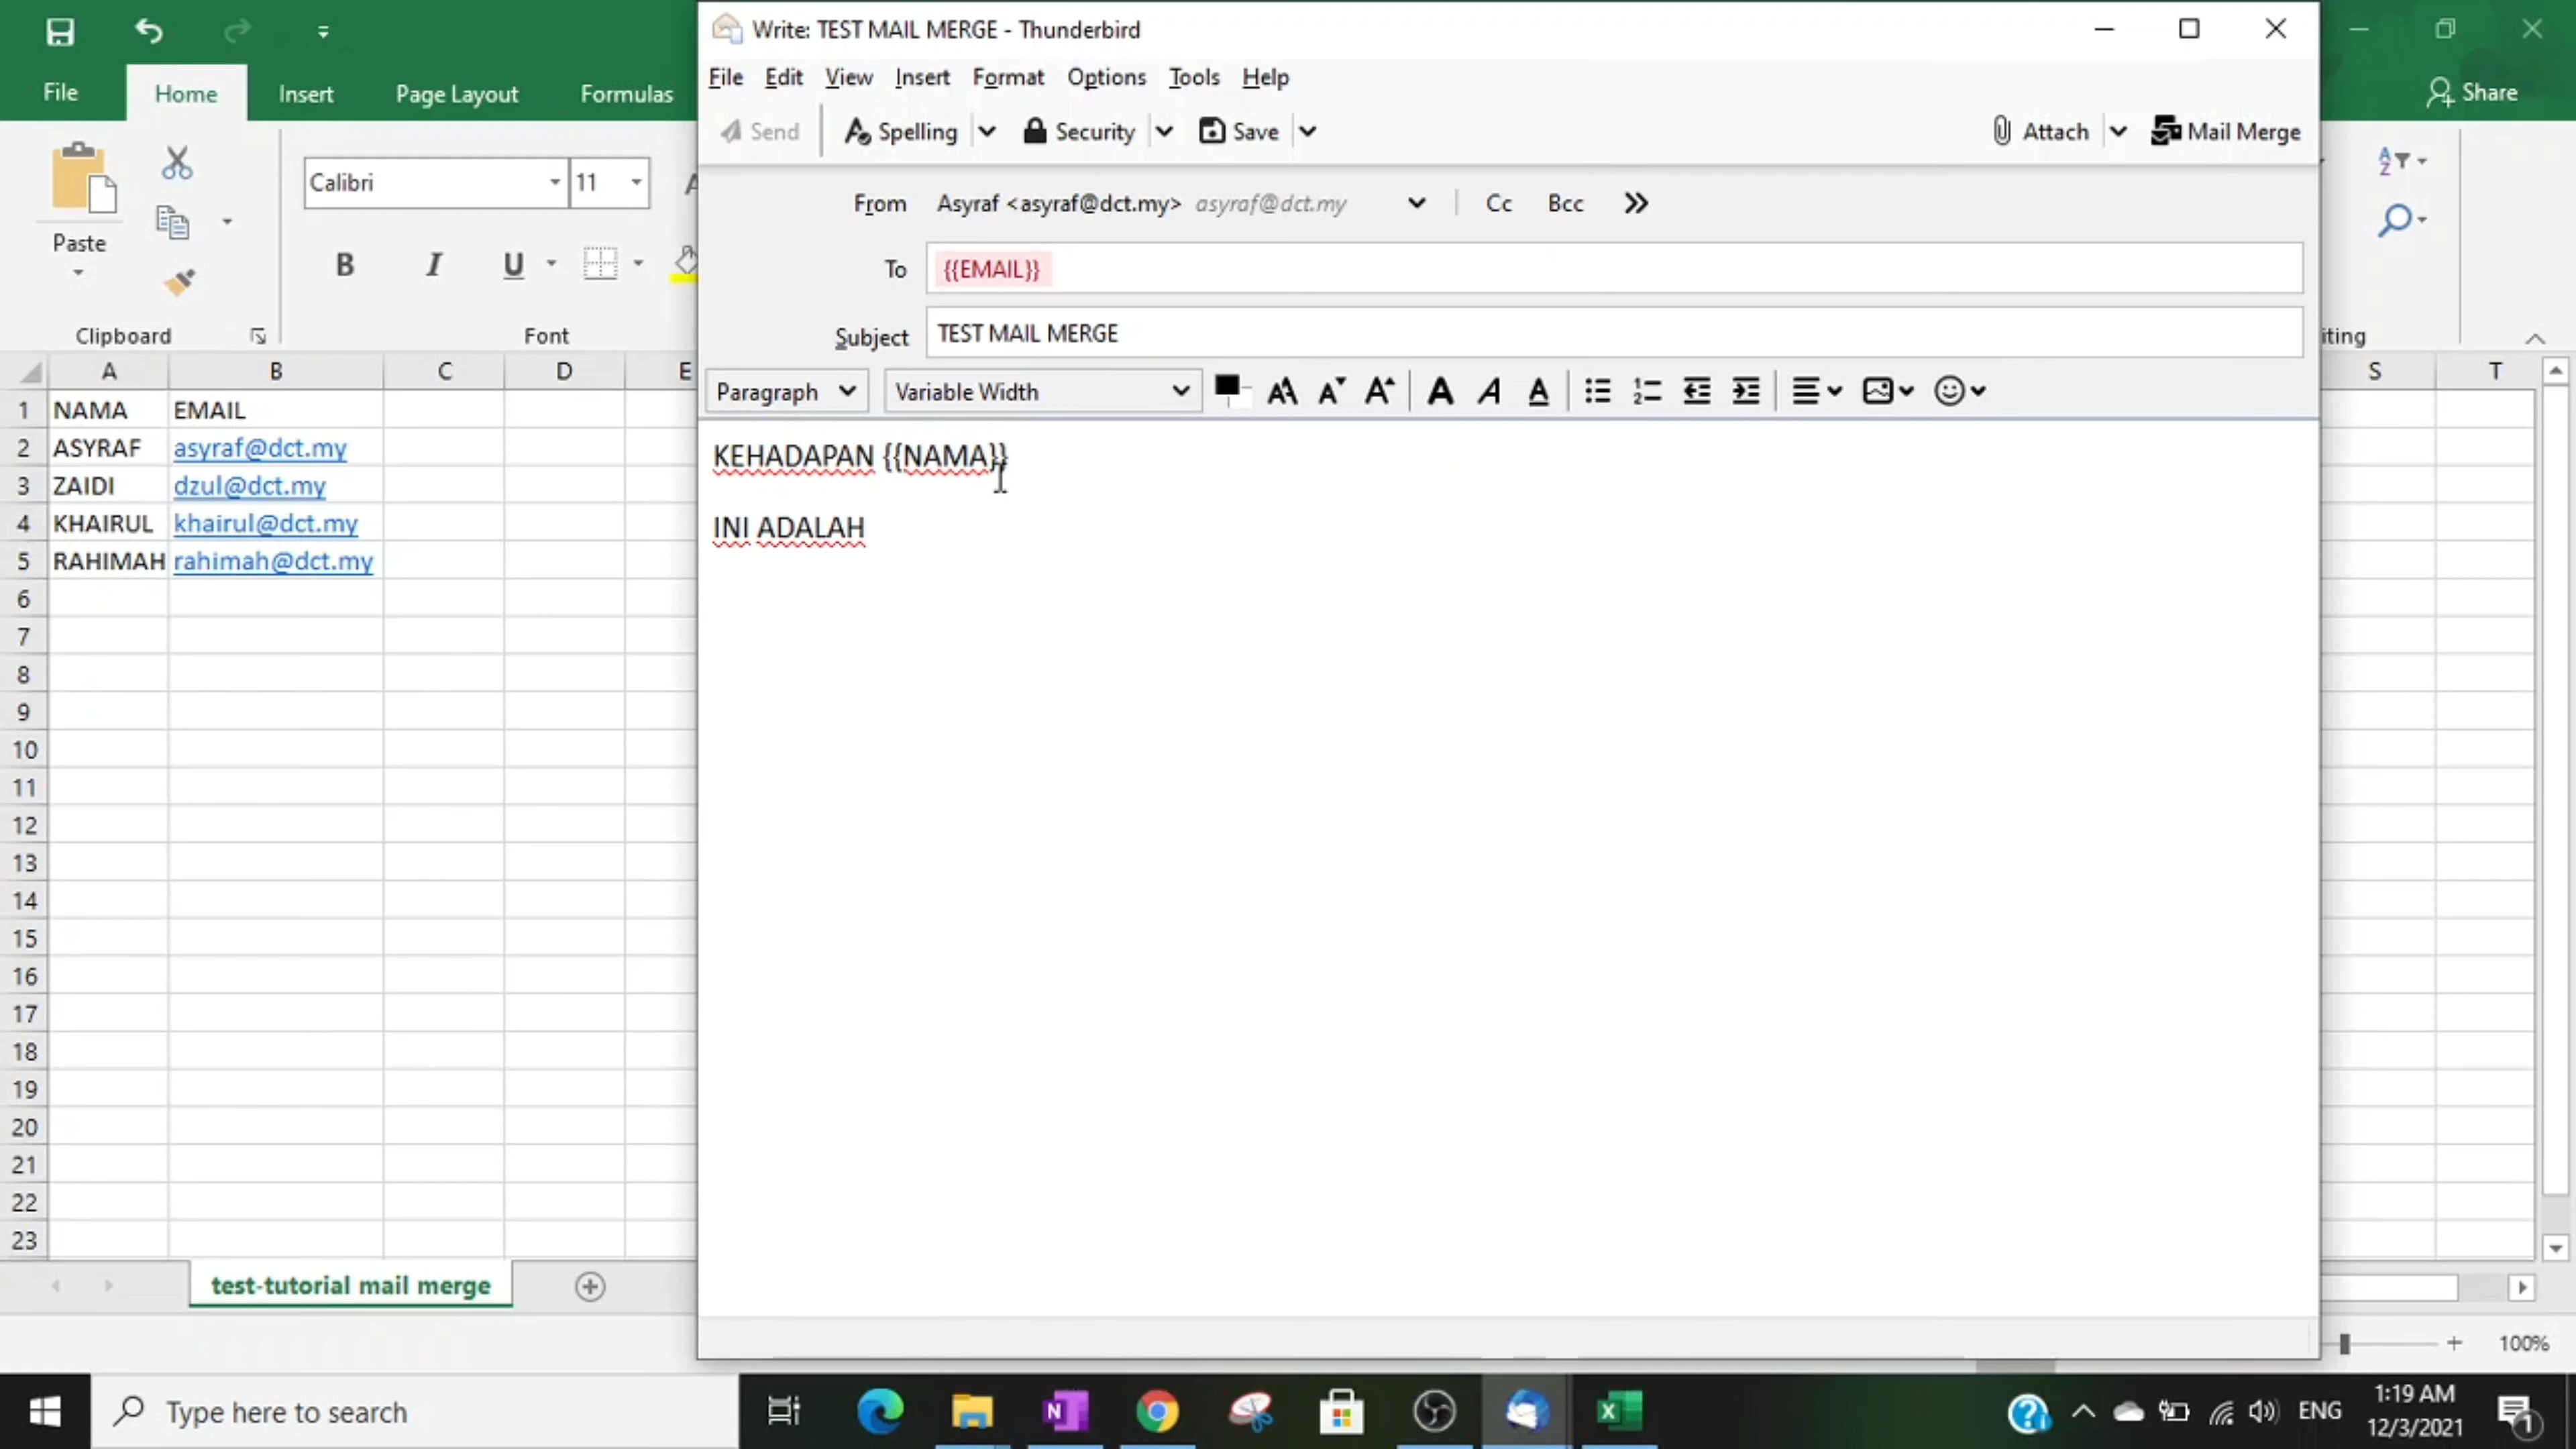 File
Home
Insert
Page Layout
Formulas
Share
Paste
Calibri
11
B
I
U
Clipboard
Font
A
B
C
D
E
S
T
1 NAMA EMAIL
2 ASYRAF asyraf@dct.my
3 ZAIDI dzul@dct.my
4 KHAIRUL khairul@dct.my
5 RAHIMAH rahimah@dct.my
6
7
8
9
10
11
12
13
14
15
16
17
18
19
20
21
22
23
test-tutorial mail merge
Write: TEST MAIL MERGE - Thunderbird
File Edit View Insert Format Options Tools Help
Send Spelling Security Save Attach Mail Merge
From Asyraf <asyraf@dct.my> asyraf@dct.my Cc Bcc
To {{EMAIL}}
Subject TEST MAIL MERGE
Paragraph Variable Width
KEHADAPAN {{NAMA}}
INI ADALAH
iting
100%
Type here to search
ENG
1:19 AM
12/3/2021
1